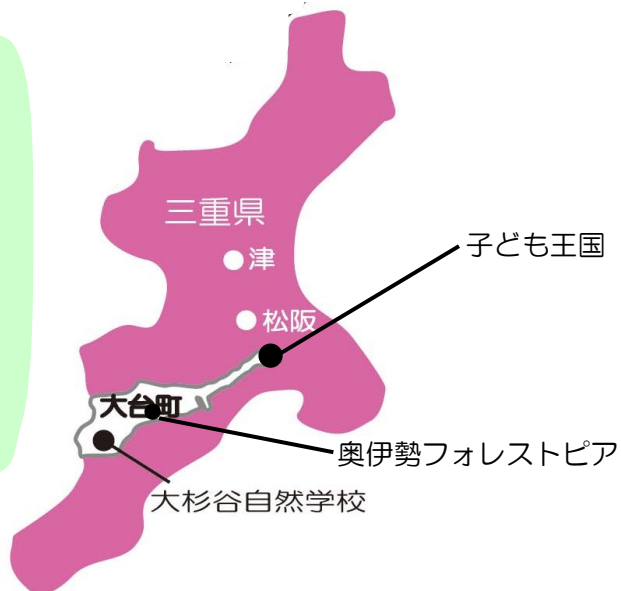 三重県
津
子ども王国
松阪
大台町
奥伊勢フォレストピア
大杉谷自然学校